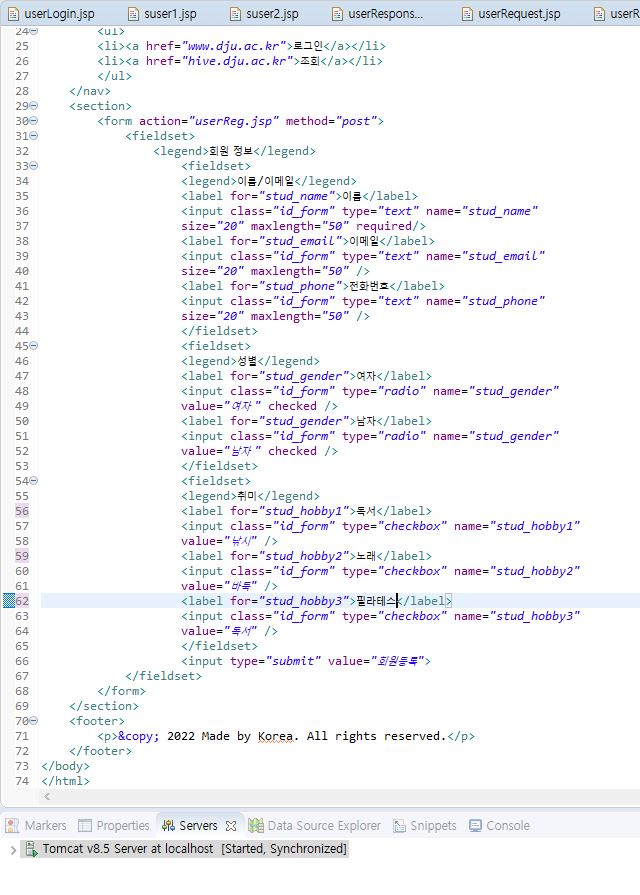 userLogin.jsp suser1.jsp suser2.jsp userRespons... userRequest.jsp userR
24 <ul>
25 <li><a href="www.dju.ac.kr">로그인</a></li>
26 <li><a href="hive.dju.ac.kr">조회</a></li>
27 </ul>
28 </nav>
29 <section>
30 <form action="userReg.jsp" method="post">
31 <fieldset>
32 <legend>회원 정보</legend>
33 <fieldset>
34 <legend>이름/이메일</legend>
35 <label for="stud_name">이름</label>
36 <input class="id_form" type="text" name="stud_name"
37 size="20" maxlength="50" required/>
38 <label for="stud_email">이메일</label>
39 <input class="id_form" type="text" name="stud_email"
40 size="20" maxlength="50" />
41 <label for="stud_phone">전화번호</label>
42 <input class="id_form" type="text" name="stud_phone"
43 size="20" maxlength="50" />
44 </fieldset>
45 <fieldset>
46 <legend>성별</legend>
47 <label for="stud_gender">여자</label>
48 <input class="id_form" type="radio" name="stud_gender"
49 value="여자 " checked />
50 <label for="stud_gender">남자</label>
51 <input class="id_form" type="radio" name="stud_gender"
52 value="남자 " checked />
53 </fieldset>
54 <fieldset>
55 <legend>취미</legend>
56 <label for="stud_hobby1">독서</label>
57 <input class="id_form" type="checkbox" name="stud_hobby1"
58 value="낚시" />
59 <label for="stud_hobby2">노래</label>
60 <input class="id_form" type="checkbox" name="stud_hobby2"
61 value="바둑" />
62 <label for="stud_hobby3">필라테스</label>
63 <input class="id_form" type="checkbox" name="stud_hobby3"
64 value="독서" />
65 </fieldset>
66 <input type="submit" value="회원등록">
67 </fieldset>
68 </form>
69 </section>
70 <footer>
71 <p>&copy; 2022 Made by Korea. All rights reserved.</p>
72 </footer>
73 </body>
74 </html>
Markers Properties Servers Data Source Explorer Snippets Console
Tomcat v8.5 Server at localhost [Started, Synchronized]